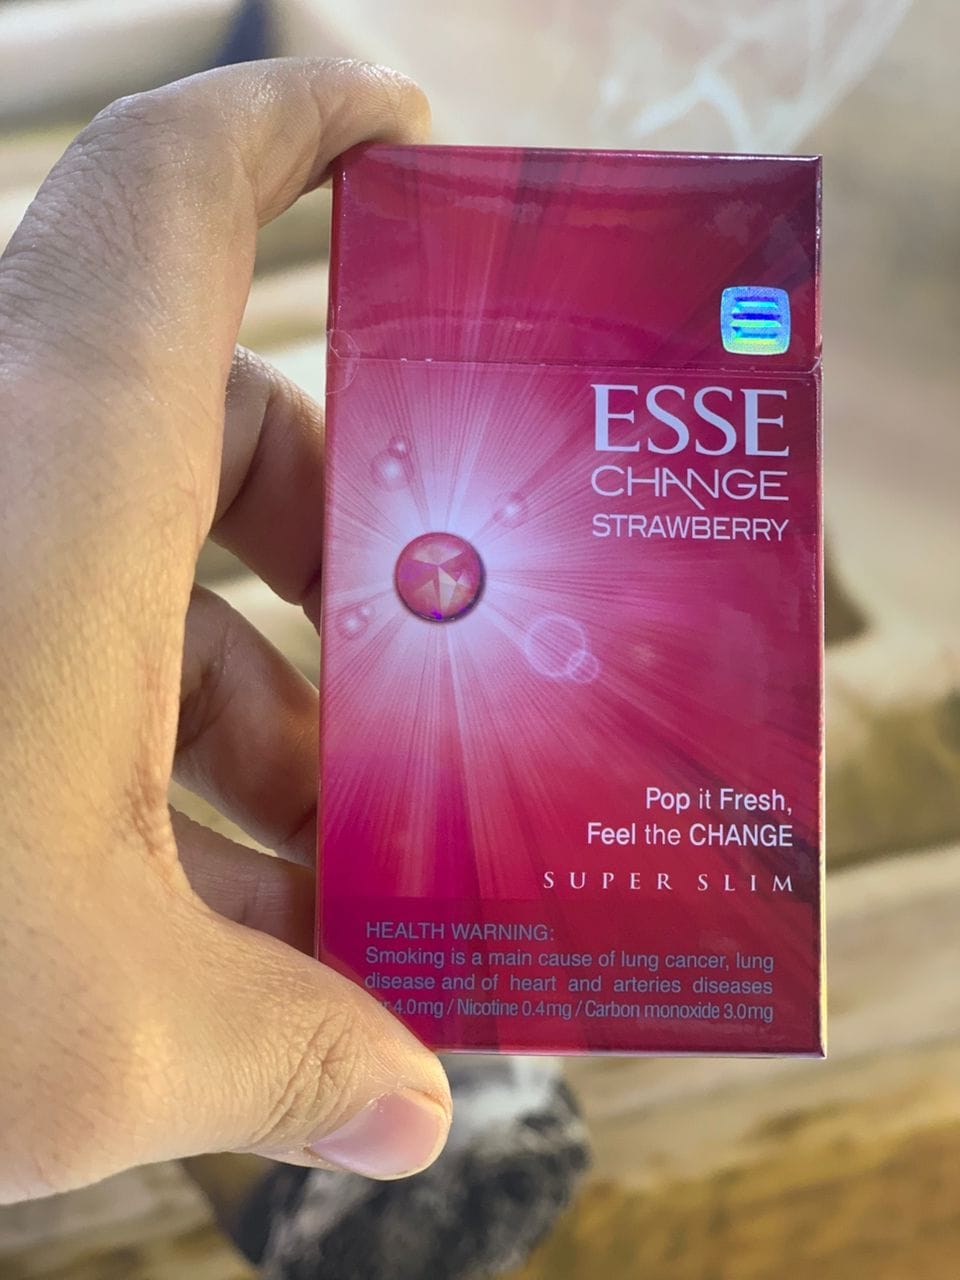 ESSE
CHANGE
STRAWBERRY
Pop it Fresh,
Feel the CHANGE
SUPER SLIM
HEALTH WARNING:
Smoking is a main cause of lung cancer, lung
disease and of heart and arteries diseases
4.0mg / Nicotine 0.4mg / Carbon monoxide 3.0mg